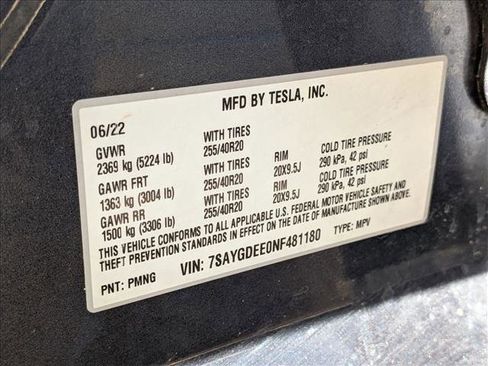 MFD BY TESLA, INC.
06/22
GVWR WITH TIRES RIM COLD TIRE PRESSURE
2369 kg (5224 lb) 255/40R20 20X9.5J 290 kPa, 42 psi
GAWR FRT WITH TIRES RIM COLD TIRE PRESSURE
1363 kg (3004 lb) 255/40R20 20X9.5J 290 kPa, 42 psi
GAWR RR WITH TIRES
1500 kg (3306 lb) 255/40R20
THIS VEHICLE CONFORMS TO ALL APPLICABLE U.S. FEDERAL MOTOR VEHICLE SAFETY AND
THEFT PREVENTION STANDARDS IN EFFECT ON THE DATE OF MANUFACTURE SHOWN ABOVE.
PNT: PMNG VIN: 7SAYGDEE0NF481180 TYPE: MPV